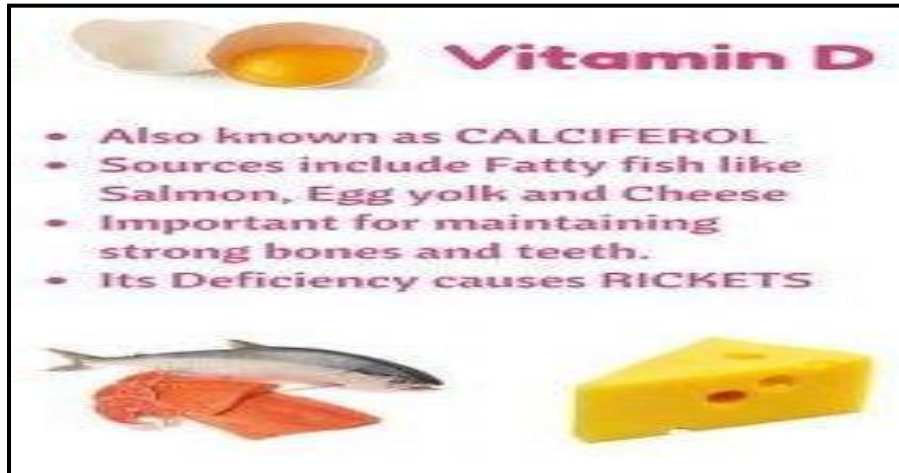 Vitamin D
• Also known as CALCIFEROL
• Sources include Fatty fish like
Salmon, Egg yolk and Cheese
• Important for maintaining
strong bones and teeth.
• Its Deficiency causes RICKETS